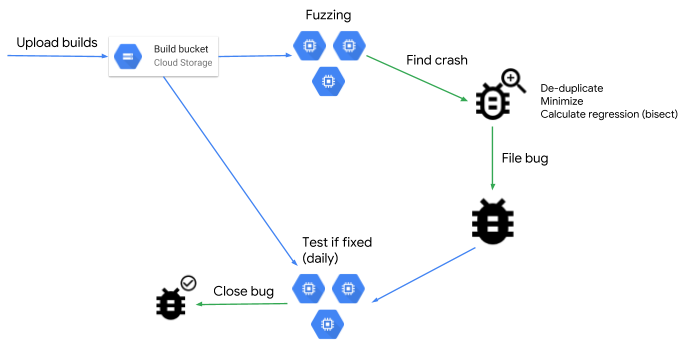 Fuzzing
Upload builds
Build bucket
Cloud Storage
Find crash
De-duplicate
Minimize
Calculate regression (bisect)
File bug
Test if fixed
(daily)
Close bug